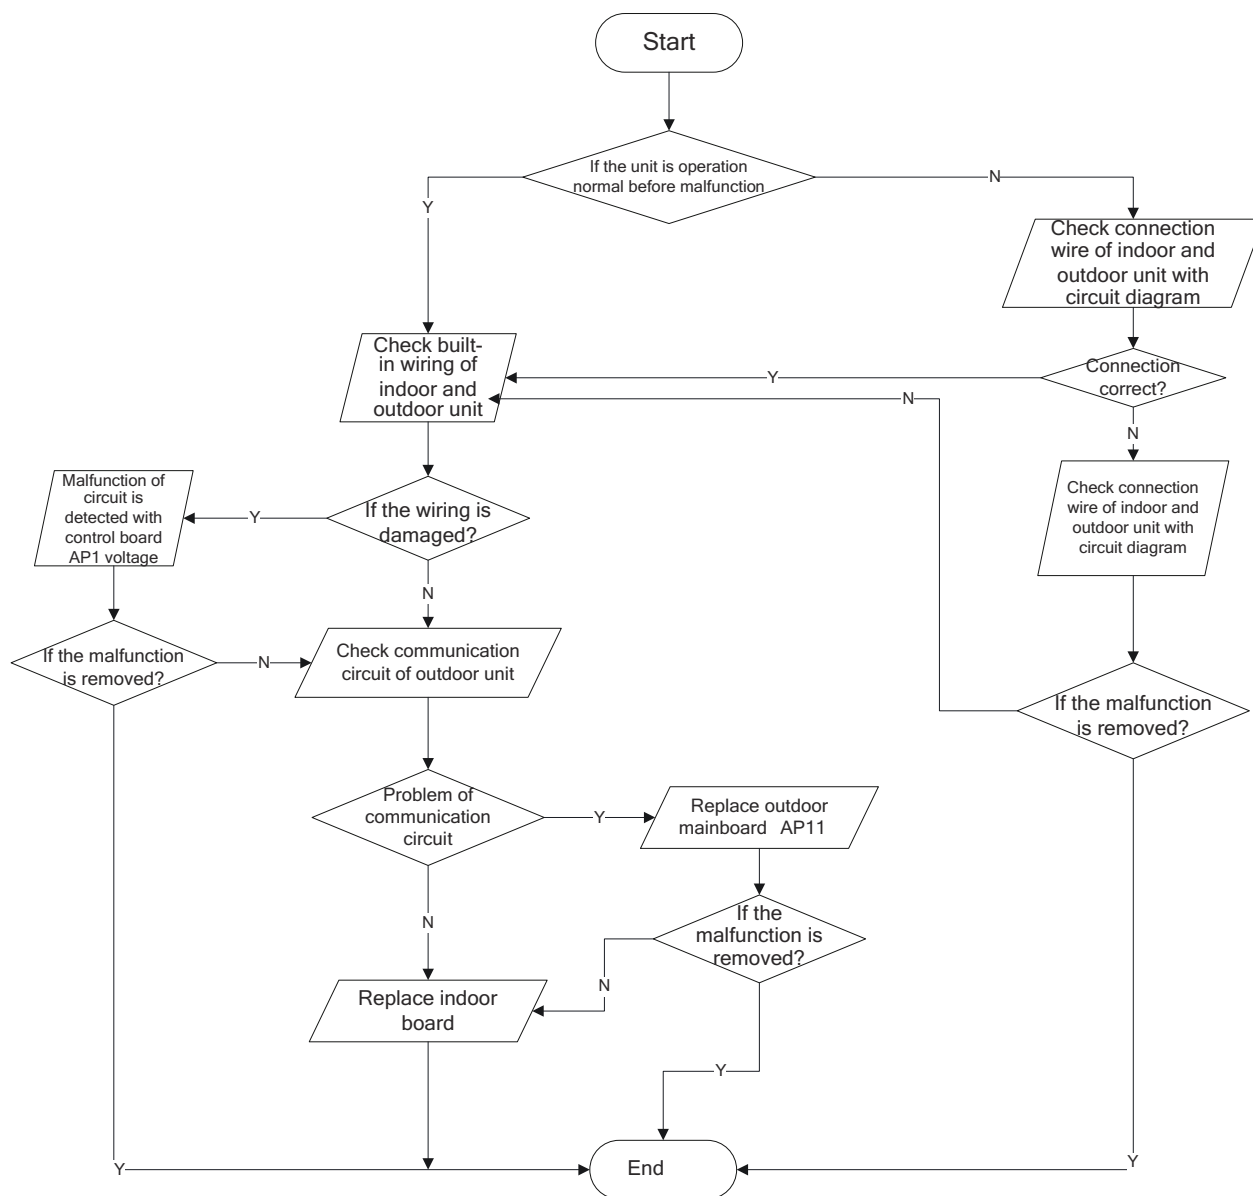 Start
If the unit is operation
normal before malfunction
N
Y
Check connection
wire of indoor and
outdoor unit with
circuit diagram
Check built-
in wiring of
indoor and
outdoor unit
Y
Connection
correct?
N
N
Malfunction of
circuit is
detected with
control board
AP1 voltage
Y
If the wiring is
damaged?
Check connection
wire of indoor and
outdoor unit with
circuit diagram
N
If the malfunction
is removed?
N
Check communication
circuit of outdoor unit
If the malfunction
is removed?
Problem of
communication
circuit
Y
Replace outdoor
mainboard AP11
N
If the
malfunction is
removed?
N
Replace indoor
board
Y
Y
End
Y